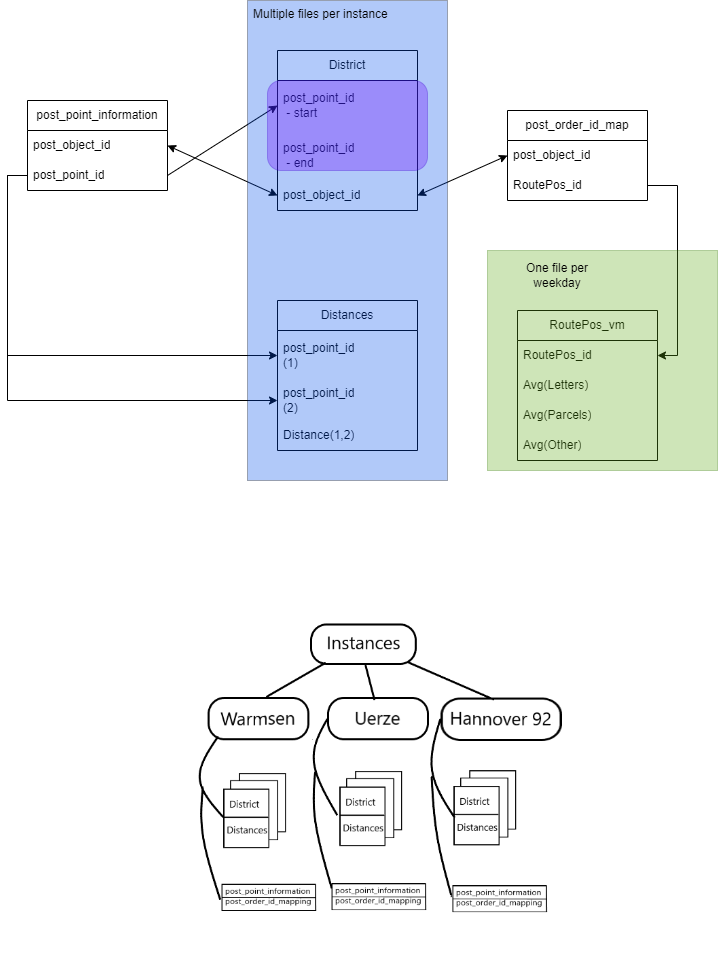 Multiple files per instance
District
post_point_id
- start
post_point_id
- end
post_object_id
post_point_information
post_object_id
post_point_id
post_order_id_map
post_object_id
RoutePos_id
One file per
weekday
RoutePos_vm
RoutePos_id
Avg(Letters)
Avg(Parcels)
Avg(Other)
Distances
post_point_id
(1)
post_point_id
(2)
Distance(1,2)
Instances
Warmsen
Uerze
Hannover 92
District
Distances
District
Distances
District
Distances
post_point_information
post_order_id_mapping
post_point_information
post_order_id_mapping
post_point_information
post_order_id_mapping